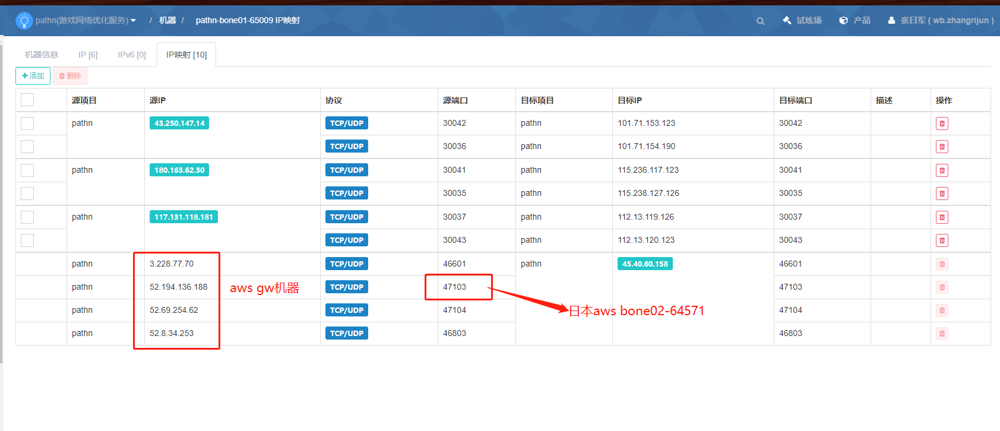 pathn(游戏网络优化服务) / 机器 / pathn-bone01-65009 IP映射 试炼场 产品 张日军 ( wb.zhangrijun )
机器信息 IP [6] IPv6 [0] IP映射 [10]
+ 添加 删除
源项目 源IP 协议 源端口 目标项目 目标IP 目标端口 描述 操作
pathn 43.250.147.14 TCP/UDP 30042 pathn 101.71.153.123 30042
TCP/UDP 30036 pathn 101.71.154.190 30036
pathn 180.163.62.30 TCP/UDP 30041 pathn 115.236.117.123 30041
TCP/UDP 30035 pathn 115.238.127.126 30035
pathn 117.131.118.181 TCP/UDP 30037 pathn 112.13.119.126 30037
TCP/UDP 30043 pathn 112.13.120.123 30043
pathn 3.228.77.70 TCP/UDP 46601 pathn 45.40.60.158 46601
pathn 52.194.136.188 aws gw机器 TCP/UDP 47103 47103
pathn 52.69.254.62 TCP/UDP 47104 日本aws bone02-64571 47104
pathn 52.8.34.253 TCP/UDP 46803 46803